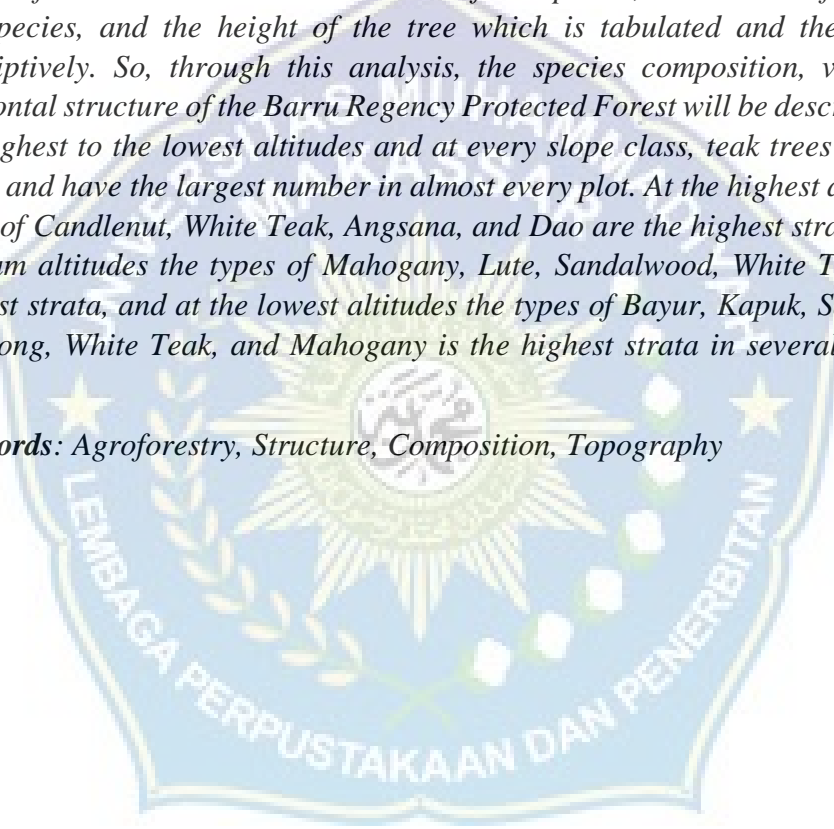 species, and the height of the tree which is tabulated and the
iptively. So, through this analysis, the species composition, v
ontal structure of the Barru Regency Protected Forest will be desc
ghest to the lowest altitudes and at every slope class, teak trees
and have the largest number in almost every plot. At the highest a
of Candlenut, White Teak, Angsana, and Dao are the highest stra
um altitudes the types of Mahogany, Lute, Sandalwood, White T
st strata, and at the lowest altitudes the types of Bayur, Kapuk, S
ong, White Teak, and Mahogany is the highest strata in several
ords: Agroforestry, Structure, Composition, Topography
UNIVERSITAS MUHAMMADIYAH
MAKASSAR
LEMBAGA PERPUSTAKAAN DAN PENERBITAN